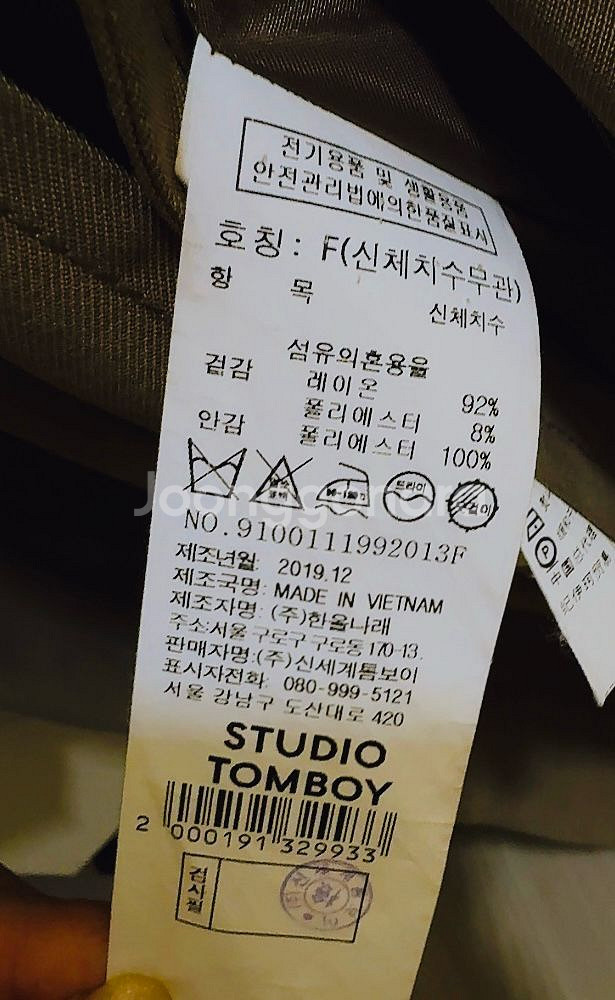 전기용품 및 생활용품
안전관리법에의한품질표시
호칭: F(신체치수무관)
항 목 신체치수
섬유의혼용율
겉감 레이온 92%
폴리에스터 8%
안감 폴리에스터 100%
드라이
Joonggonara
NO.9100111992013F
제조년월: 2019.12
제조국명: MADE IN VIETNAM
제조자명: (주)한올나래
주소:서울 구로구 구로동 170-13.
판매자명:(주)신세계톰보이
표시자전화: 080-999-5121
서울 강남구 도산대로 420
STUDIO
TOMBOY
2 000191 329933
검사필